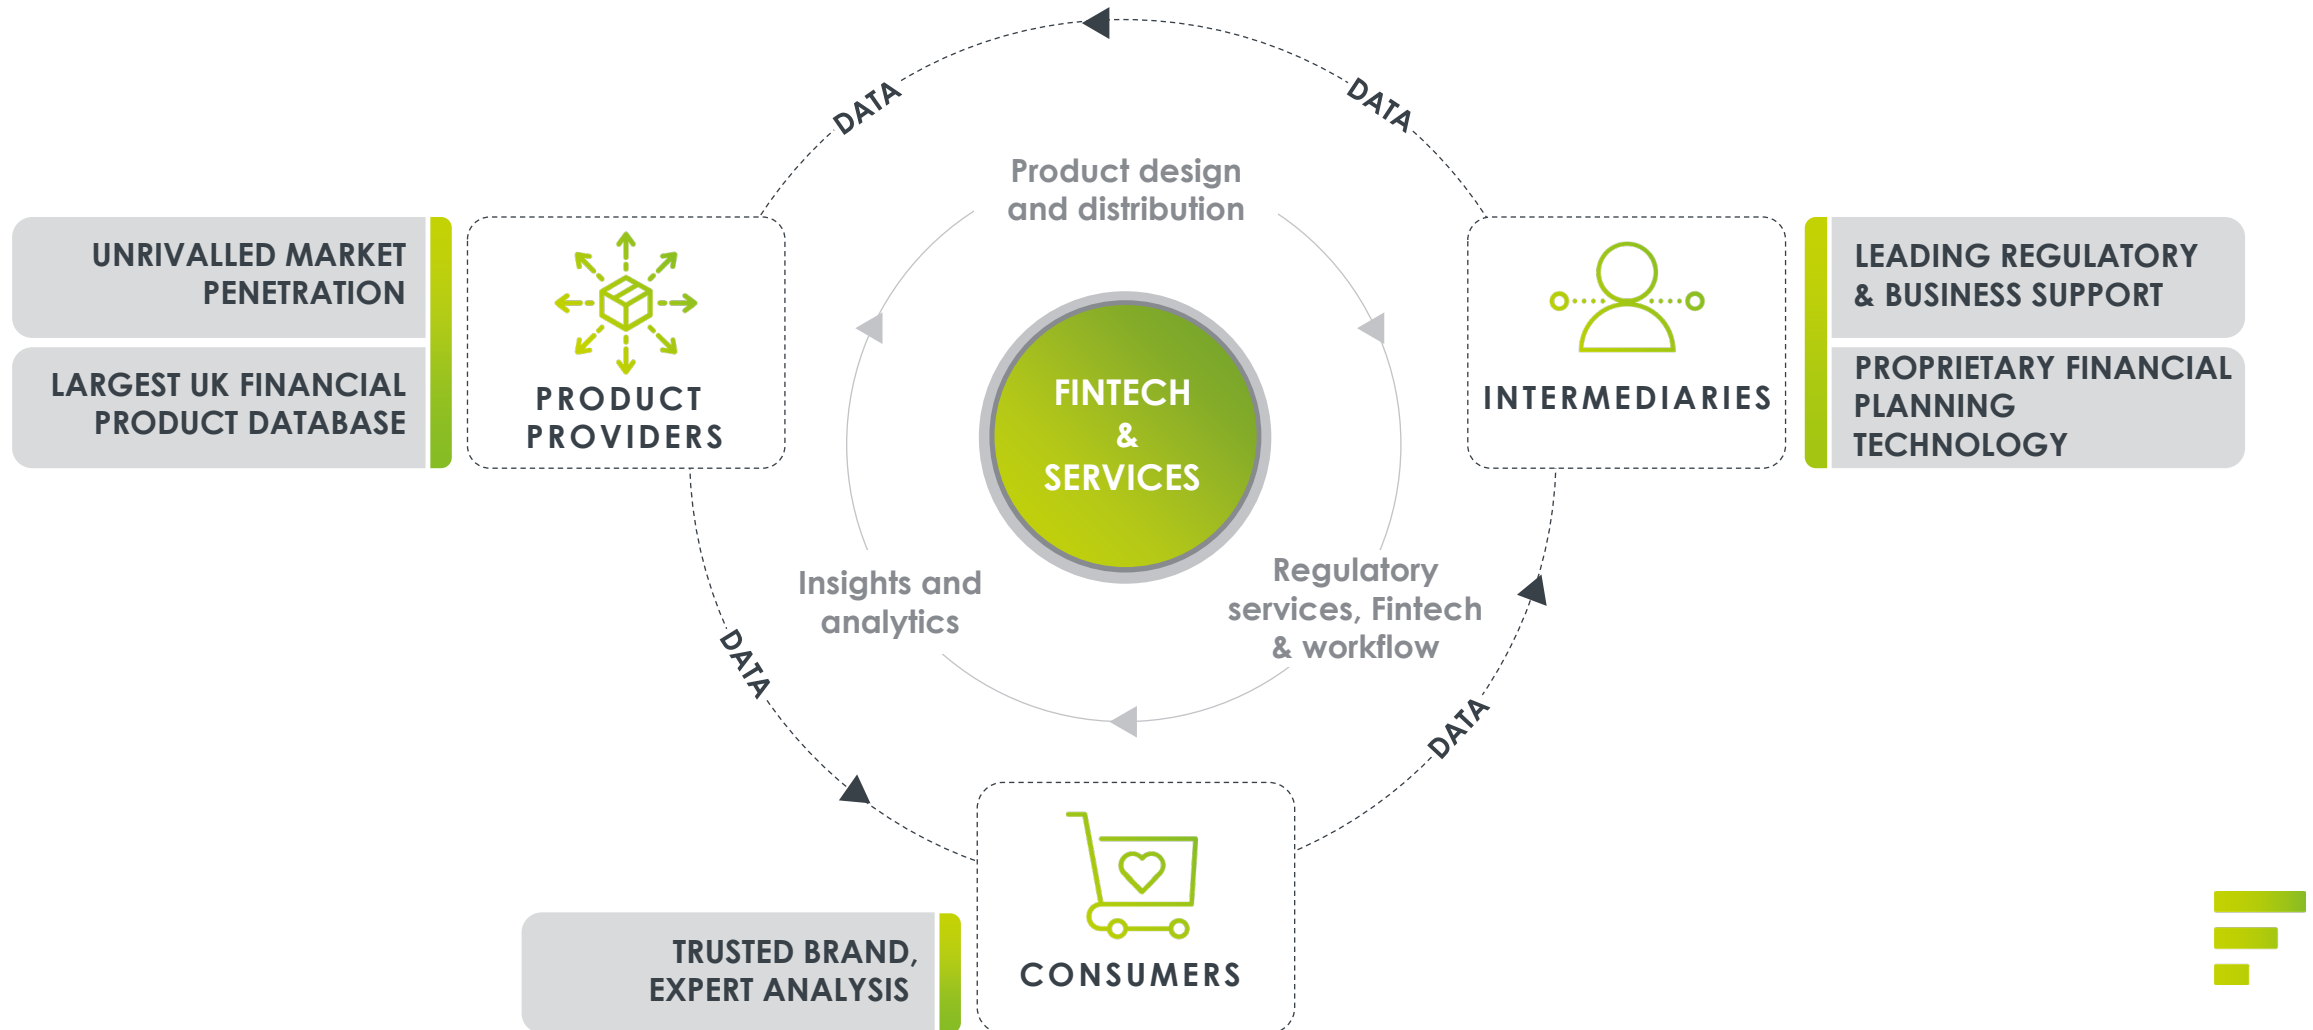 DATA
DATA
Product design
and distribution
UNRIVALLED MARKET
PENETRATION
LARGEST UK FINANCIAL
PRODUCT DATABASE
PRODUCT
PROVIDERS
FINTECH
&
SERVICES
INTERMEDIARIES
LEADING REGULATORY
& BUSINESS SUPPORT
PROPRIETARY FINANCIAL
PLANNING
TECHNOLOGY
Insights and
analytics
Regulatory
services, Fintech
& workflow
DATA
DATA
TRUSTED BRAND,
EXPERT ANALYSIS
CONSUMERS